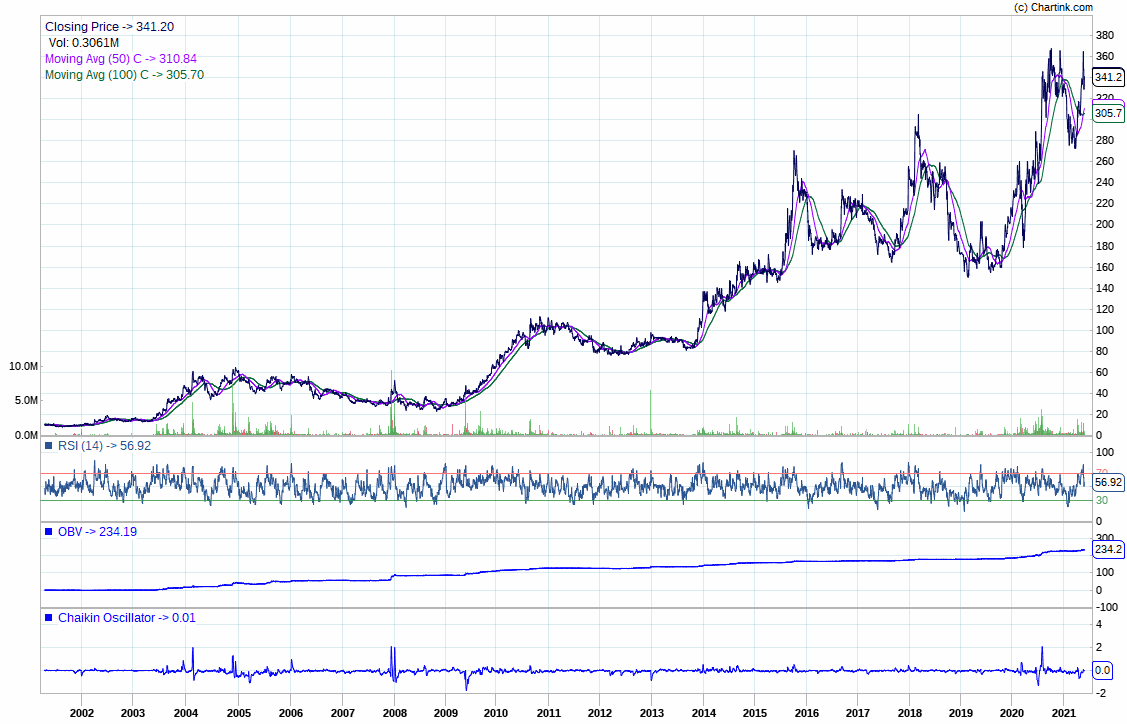 (c) Chartink.com
Closing Price -> 341.20
Vol: 0.3061M
Moving Avg (50) C -> 310.84
Moving Avg (100) C -> 305.70
380
360
341.2
320
305.7
280
260
240
220
200
180
160
140
120
100
80
60
40
20
0
10.0M
5.0M
0.0M
RSI (14) -> 56.92
100
70
56.92
30
0
OBV -> 234.19
300
234.2
100
0
-100
Chaikin Oscillator -> 0.01
4
2
0.0
-2
2002 2003 2004 2005 2006 2007 2008 2009 2010 2011 2012 2013 2014 2015 2016 2017 2018 2019 2020 2021